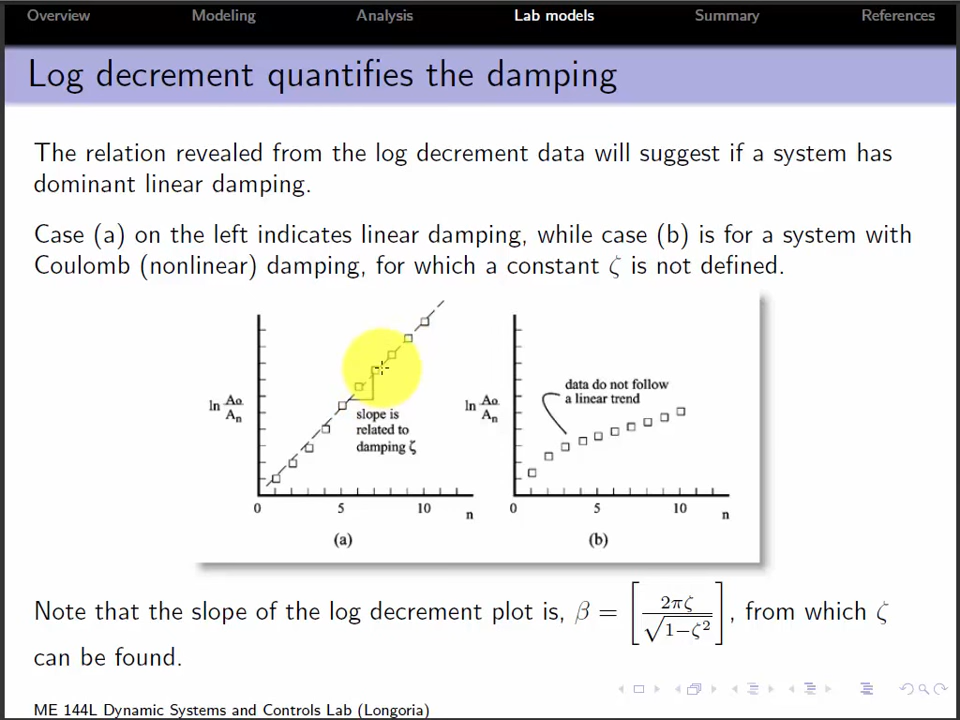 Overview Modeling Analysis Lab models Summary References
Log decrement quantifies the damping
The relation revealed from the log decrement data will suggest if a system has
dominant linear damping.
Case (a) on the left indicates linear damping, while case (b) is for a system with
Coulomb (nonlinear) damping, for which a constant ζ is not defined.
ln Ao/An
slope is
related to
damping ζ
0 5 10 n
(a)
ln Ao/An
data do not follow
a linear trend
0 5 10 n
(b)
Note that the slope of the log decrement plot is, β = [2πζ/√(1−ζ²)], from which ζ
can be found.
ME 144L Dynamic Systems and Controls Lab (Longoria)